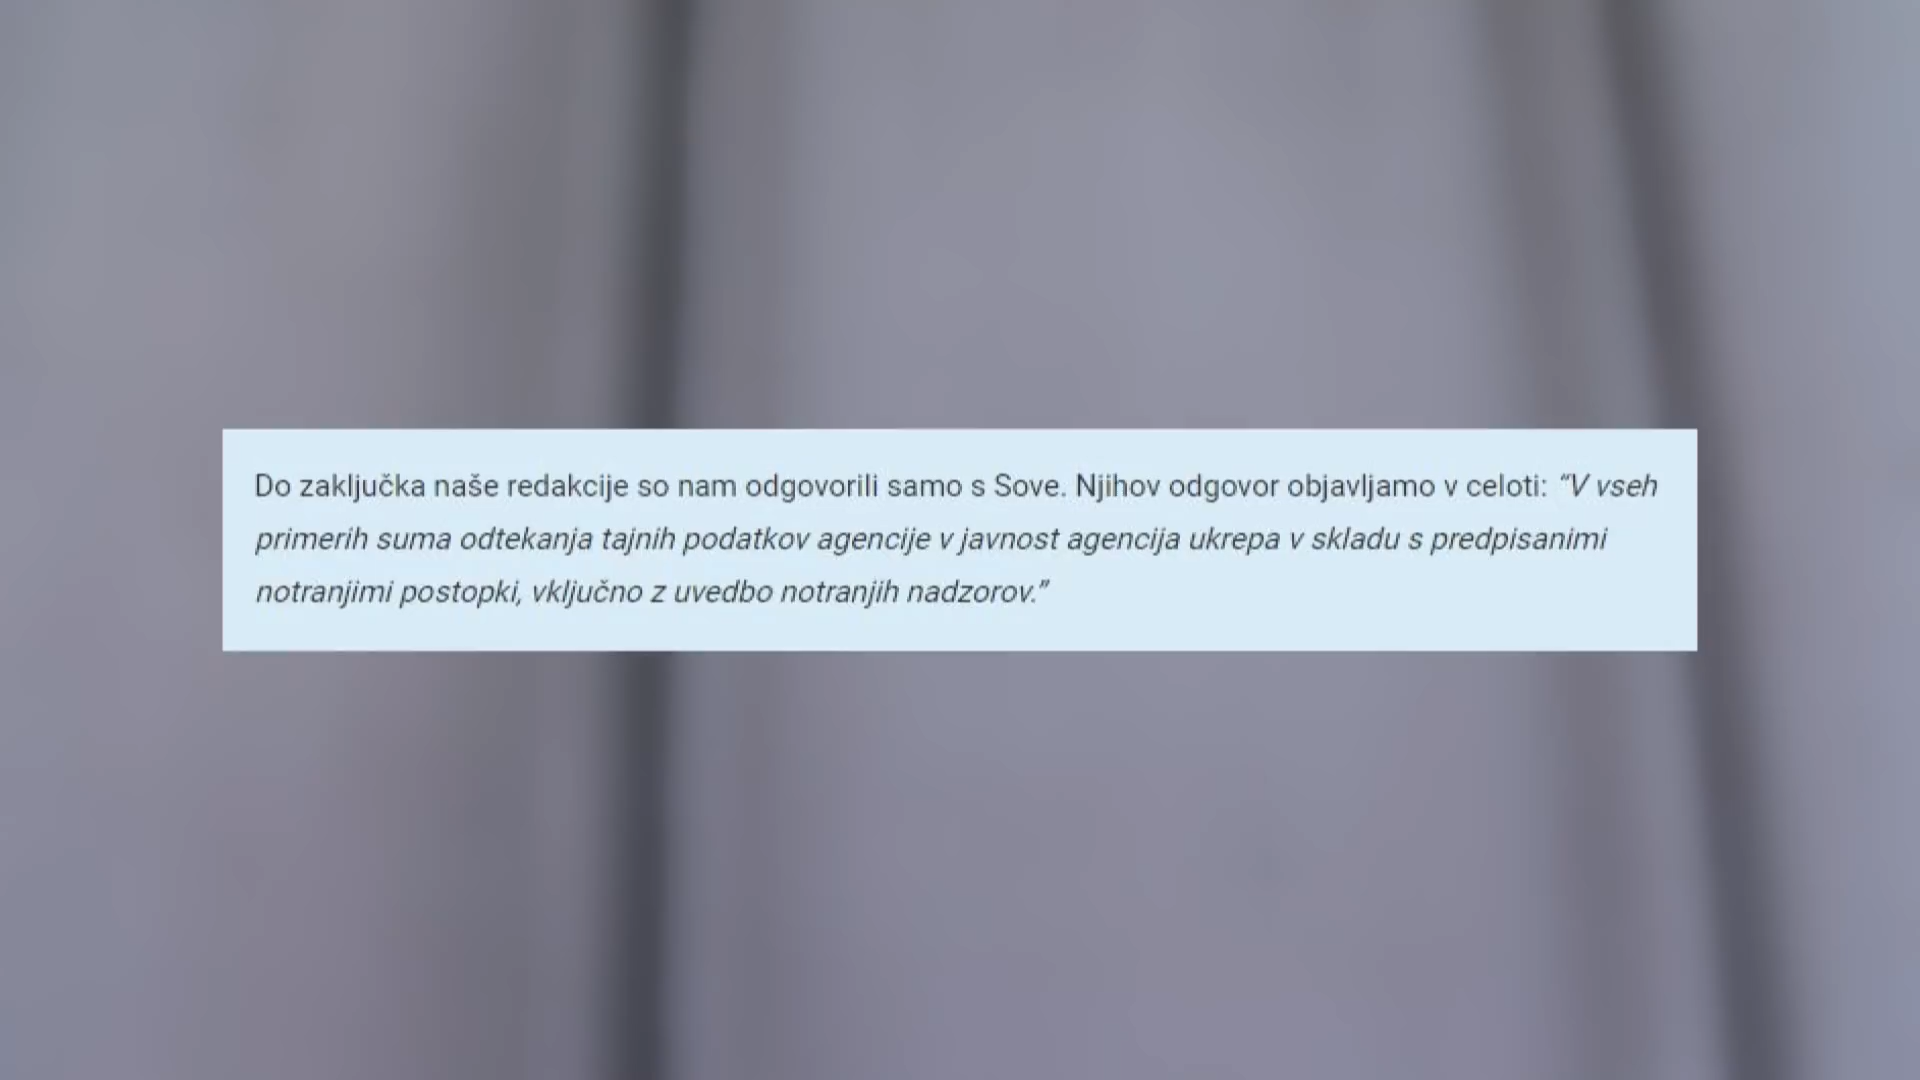 Do zaključka naše redakcije so nam odgovorili samo s Sove. Njihov odgovor objavljamo v celoti: “V vseh
primerih suma odtekanja tajnih podatkov agencije v javnost agencija ukrepa v skladu s predpisanimi
notranjimi postopki, vključno z uvedbo notranjih nadzorov.”